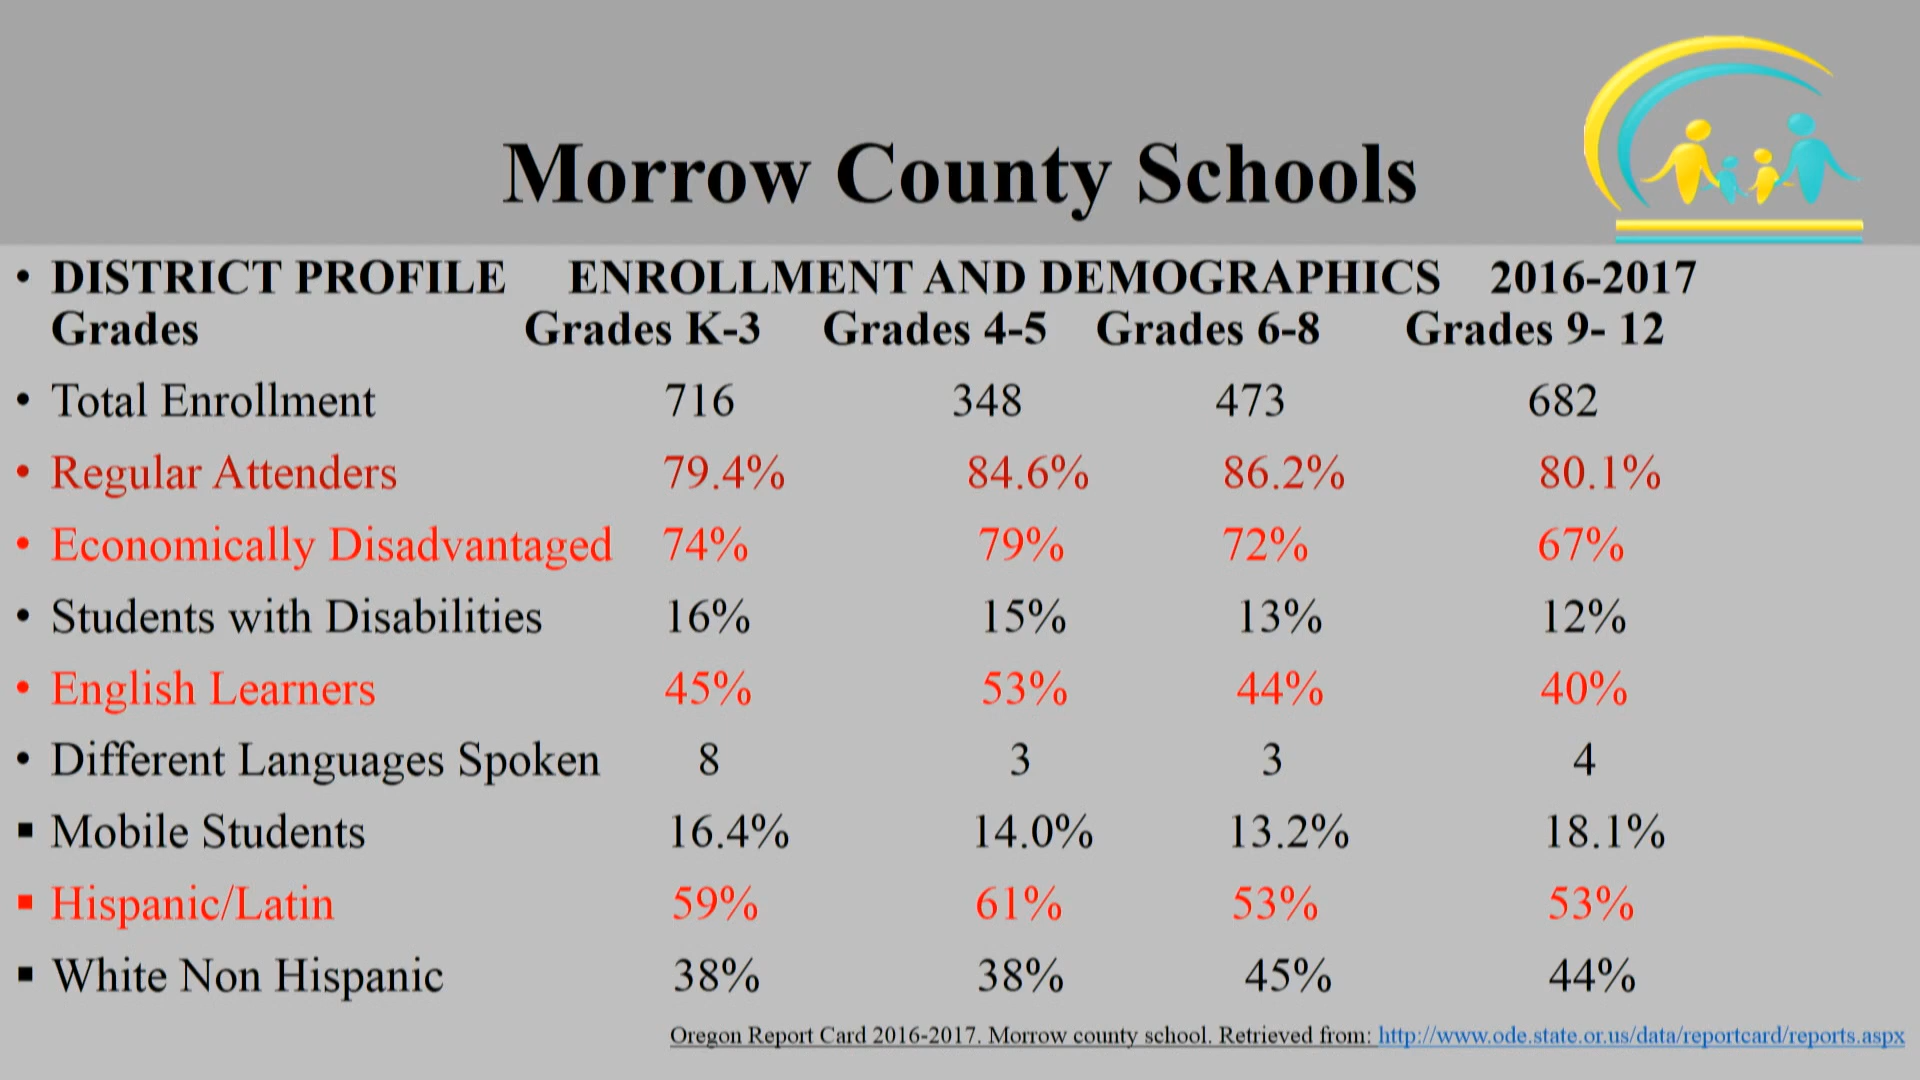 Morrow County Schools
• DISTRICT PROFILE ENROLLMENT AND DEMOGRAPHICS 2016-2017
Grades Grades K-3 Grades 4-5 Grades 6-8 Grades 9- 12
• Total Enrollment 716 348 473 682
• Regular Attenders 79.4% 84.6% 86.2% 80.1%
• Economically Disadvantaged 74% 79% 72% 67%
• Students with Disabilities 16% 15% 13% 12%
• English Learners 45% 53% 44% 40%
• Different Languages Spoken 8 3 3 4
▪ Mobile Students 16.4% 14.0% 13.2% 18.1%
▪ Hispanic/Latin 59% 61% 53% 53%
▪ White Non Hispanic 38% 38% 45% 44%
Oregon Report Card 2016-2017. Morrow county school. Retrieved from: http://www.ode.state.or.us/data/reportcard/reports.aspx